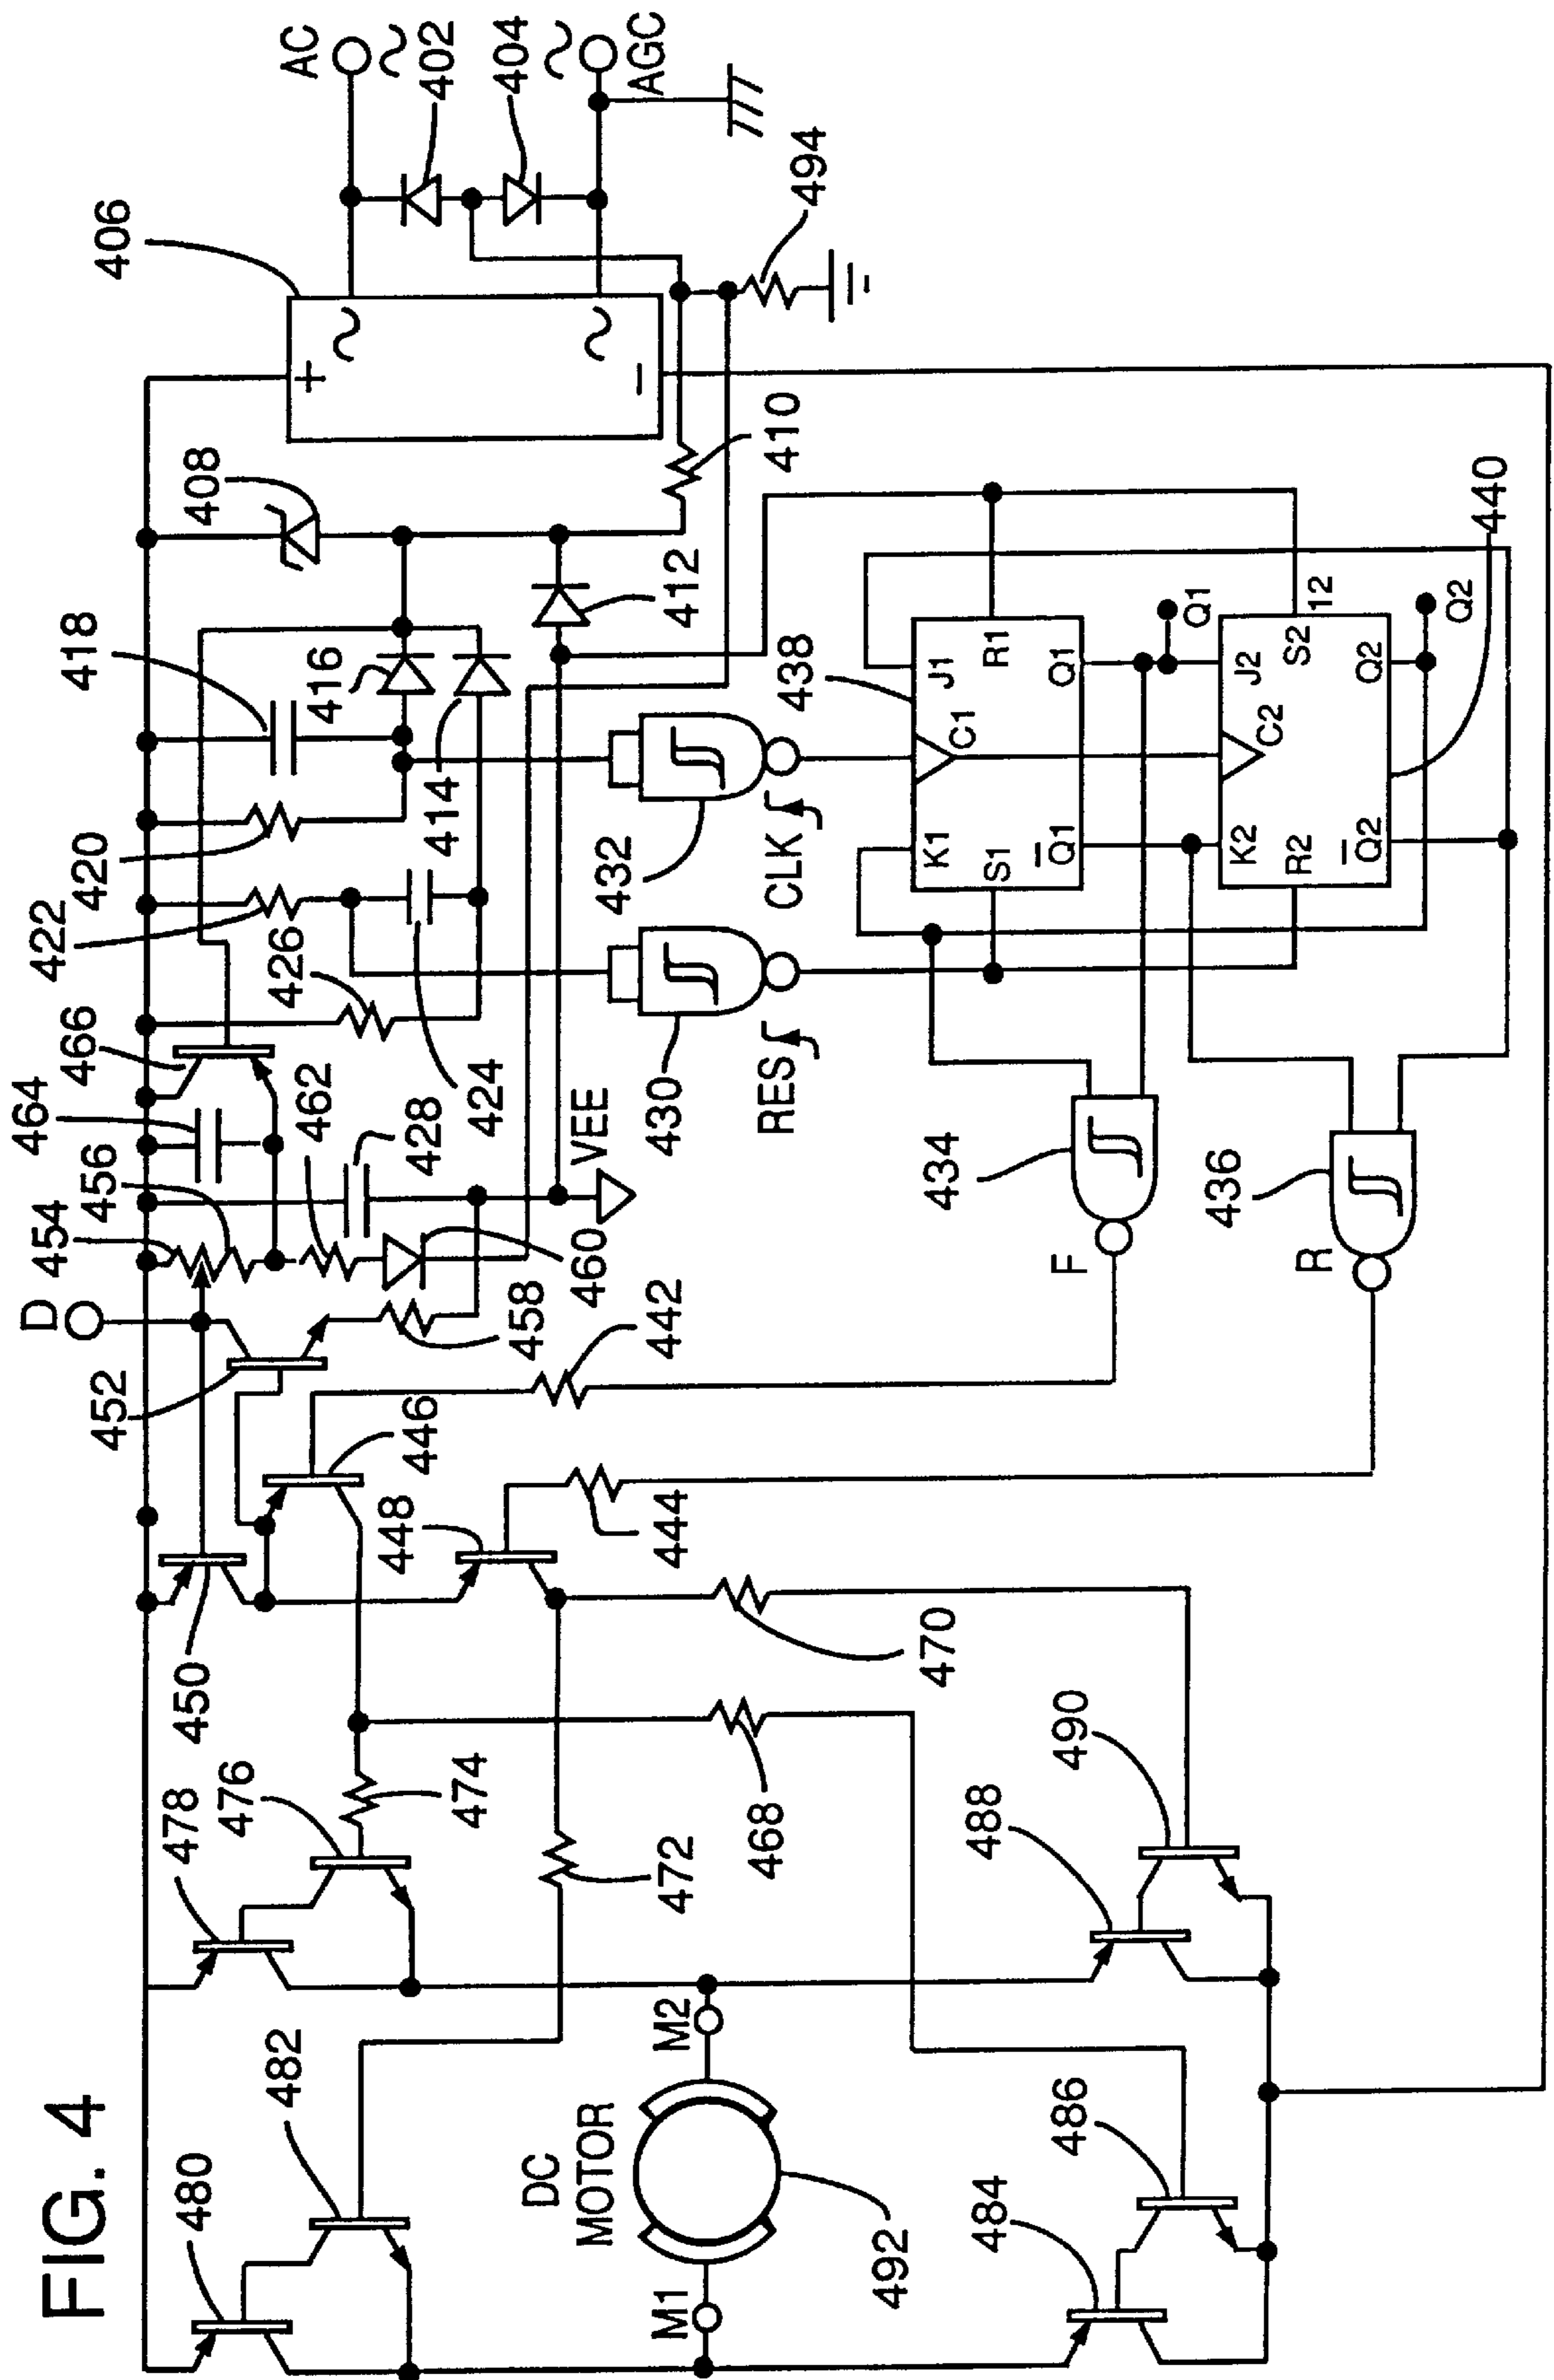 FIG. 4
AC
402
404
AGC
406
494
408
410
418
416
412
414
420
422
426
424
466
464
462
428
456
454
460
458
VEE
D
452
450
446
448
442
444
432
430
CLK
RES
438
440
J1
C1
K1
R1
S1
Q1
Q̅1
Q1
J2
C2
K2
S2
12
R2
Q2
Q̅2
Q2
434
436
F
R
478
476
474
472
470
468
480
482
DC
MOTOR
M1
M2
492
484
486
488
490